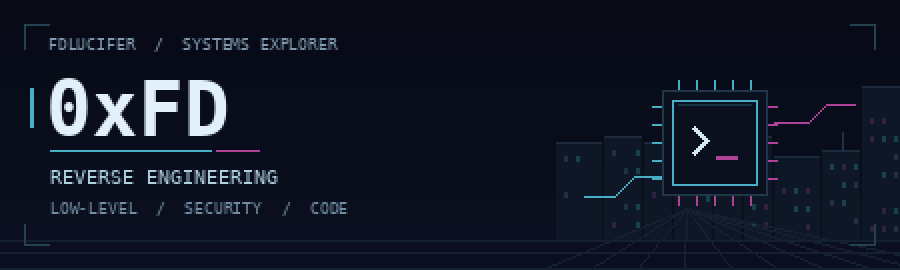 FDLUCIFER / SYSTEMS EXPLORER
0xFD
REVERSE ENGINEERING
LOW-LEVEL / SECURITY / CODE
>_